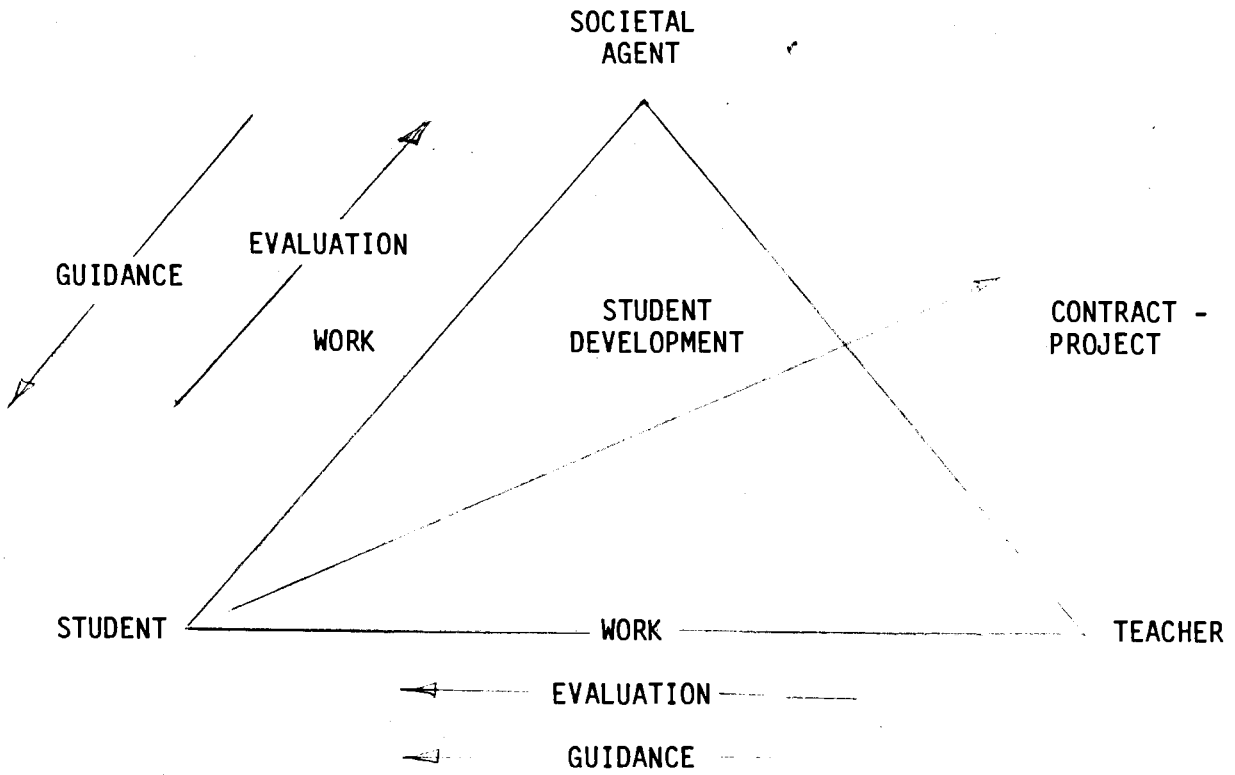 SOCIETAL
AGENT
EVALUATION
GUIDANCE
WORK
STUDENT
DEVELOPMENT
CONTRACT -
PROJECT
STUDENT
WORK
TEACHER
EVALUATION
GUIDANCE